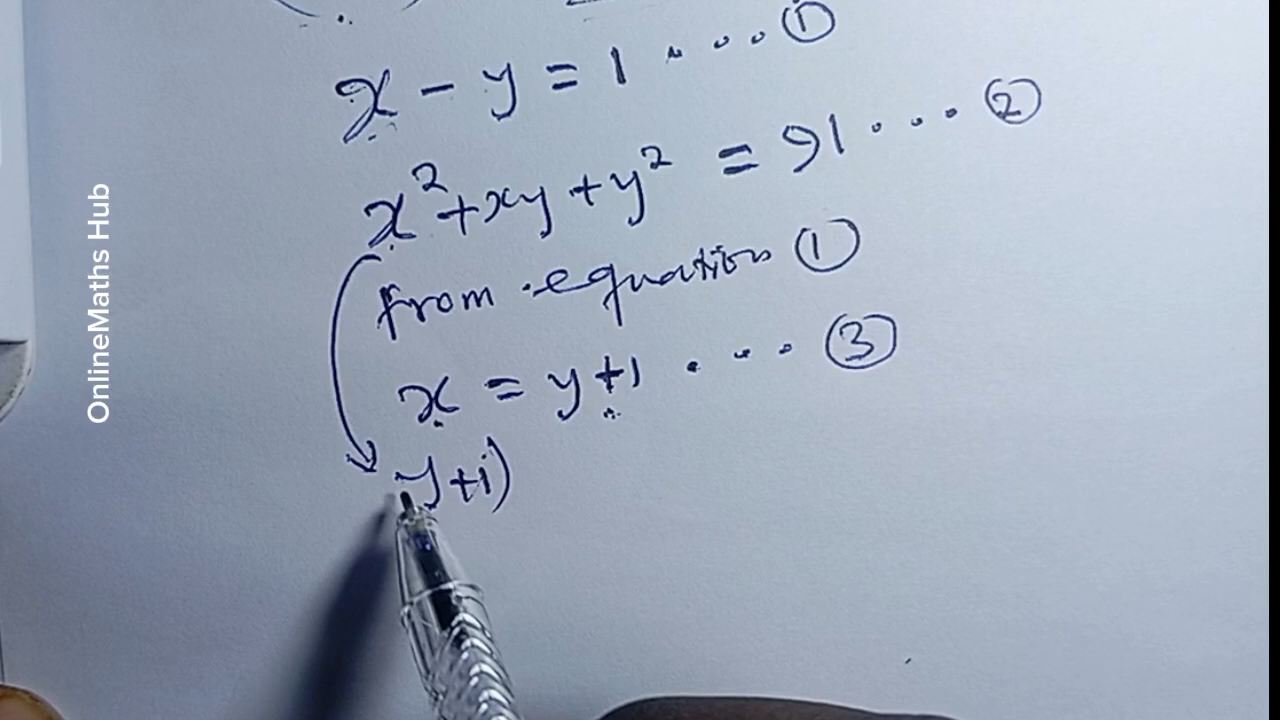 x - y = 1 .... ①
x² + xy + y² = 91 .... ②
from equation ①
x = y + 1 .... ③
y + 1)
OnlineMaths Hub